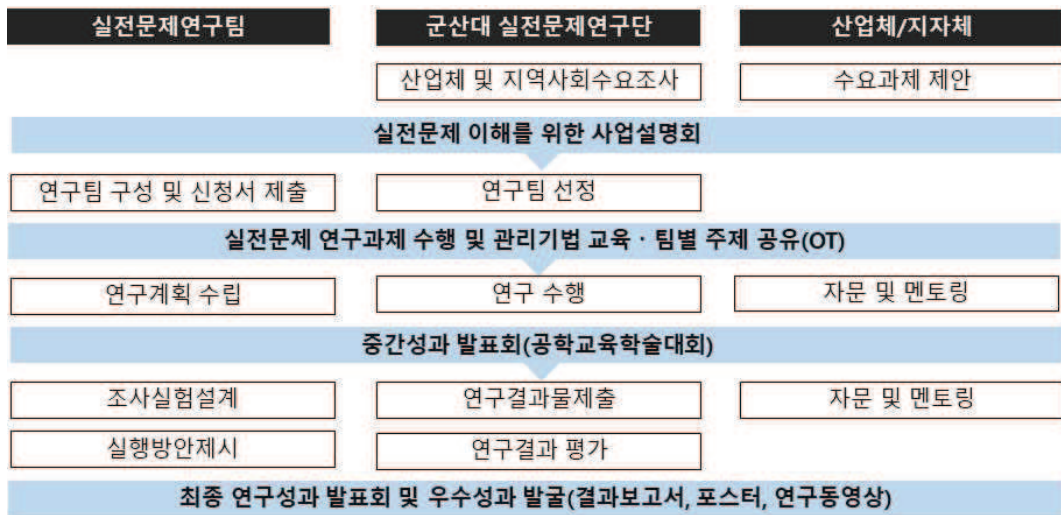 실전문제연구팀
군산대 실전문제연구단
산업체/지자체
산업체 및 지역사회수요조사
수요과제 제안
실전문제 이해를 위한 사업설명회
연구팀 구성 및 신청서 제출
연구팀 선정
실전문제 연구과제 수행 및 관리기법 교육 · 팀별 주제 공유(OT)
연구계획 수립
연구 수행
자문 및 멘토링
중간성과 발표회(공학교육학술대회)
조사실험설계
연구결과물제출
자문 및 멘토링
실행방안제시
연구결과 평가
최종 연구성과 발표회 및 우수성과 발굴(결과보고서, 포스터, 연구동영상)